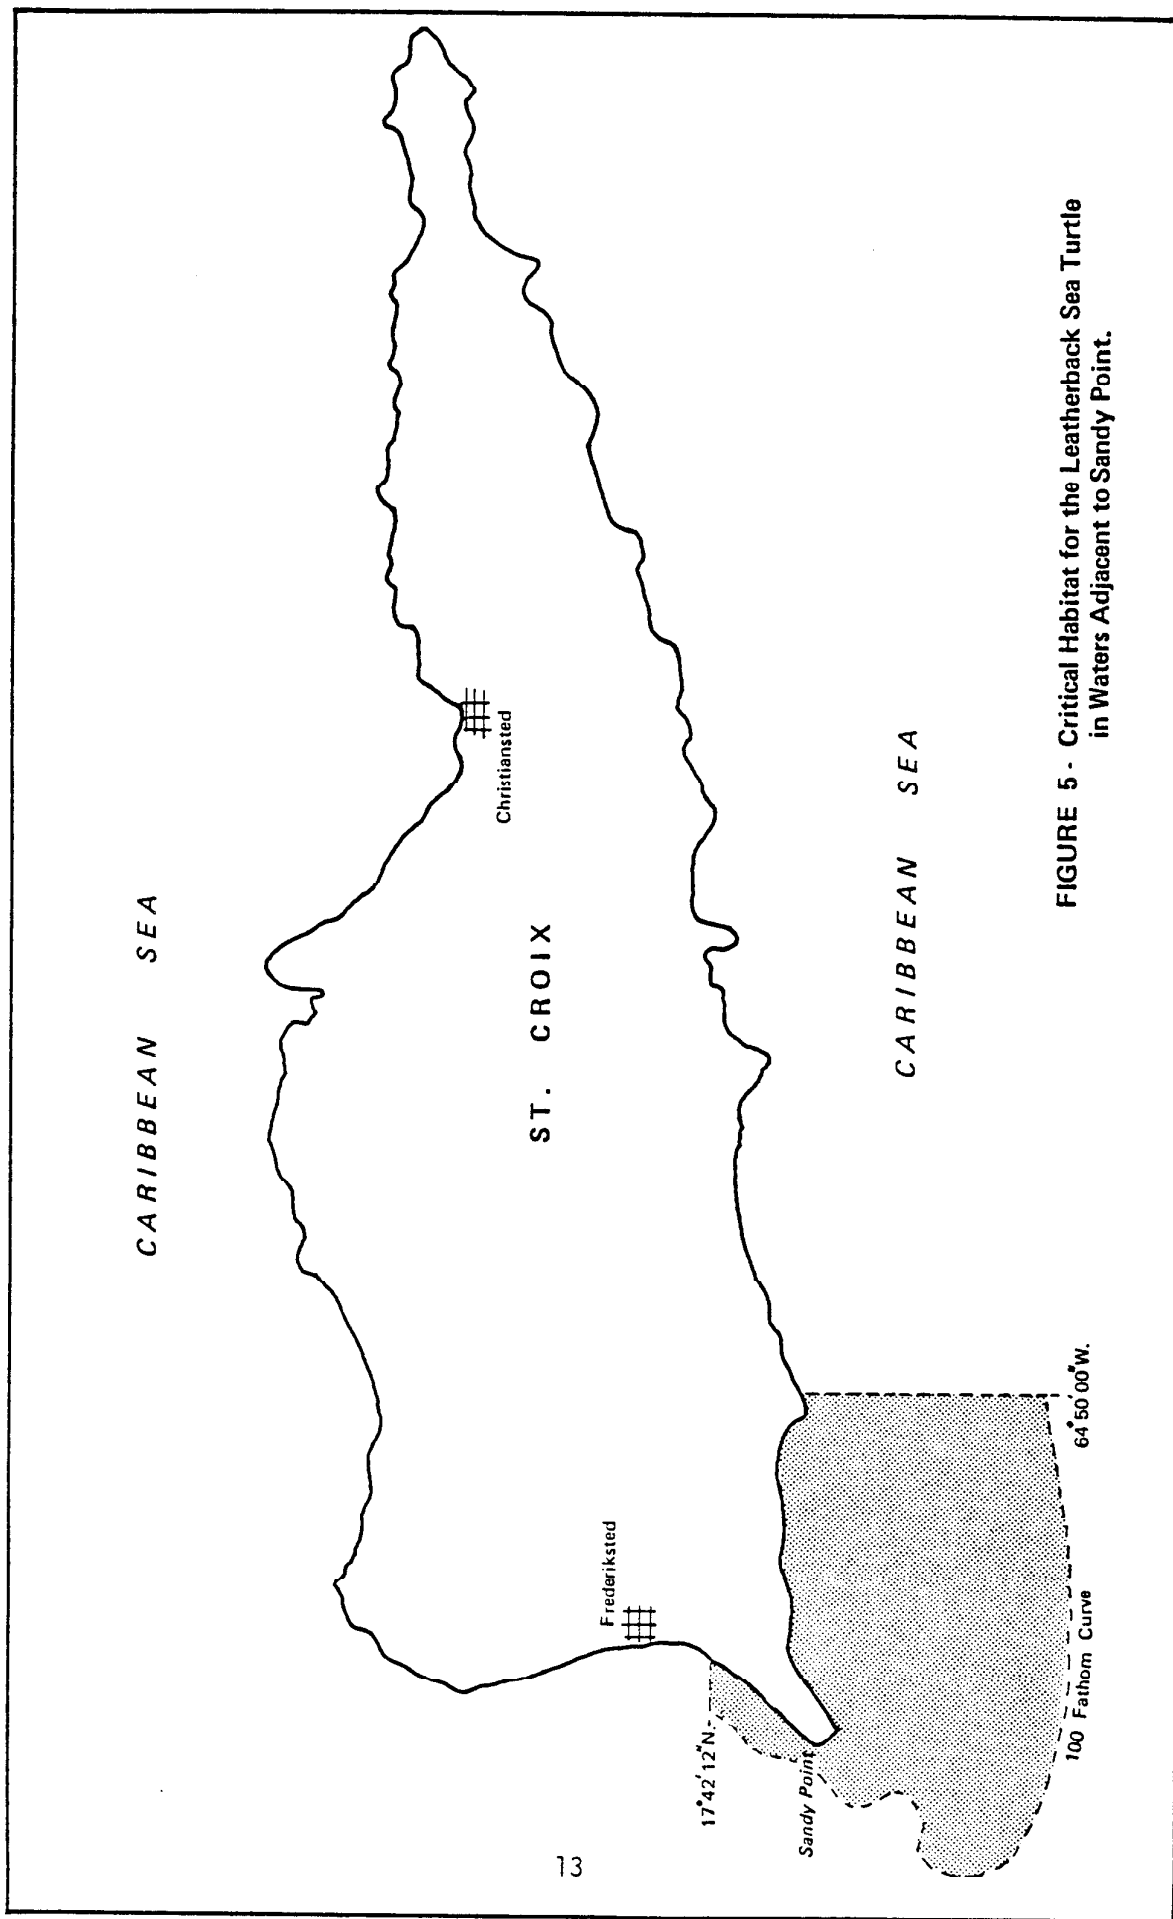 CARIBBEAN SEA
Christiansted
ST. CROIX
Frederiksted
17°42'12"N.
Sandy Point
CARIBBEAN SEA
64°50'00"W.
100 Fathom Curve
FIGURE 5 - Critical Habitat for the Leatherback Sea Turtle
in Waters Adjacent to Sandy Point.
13